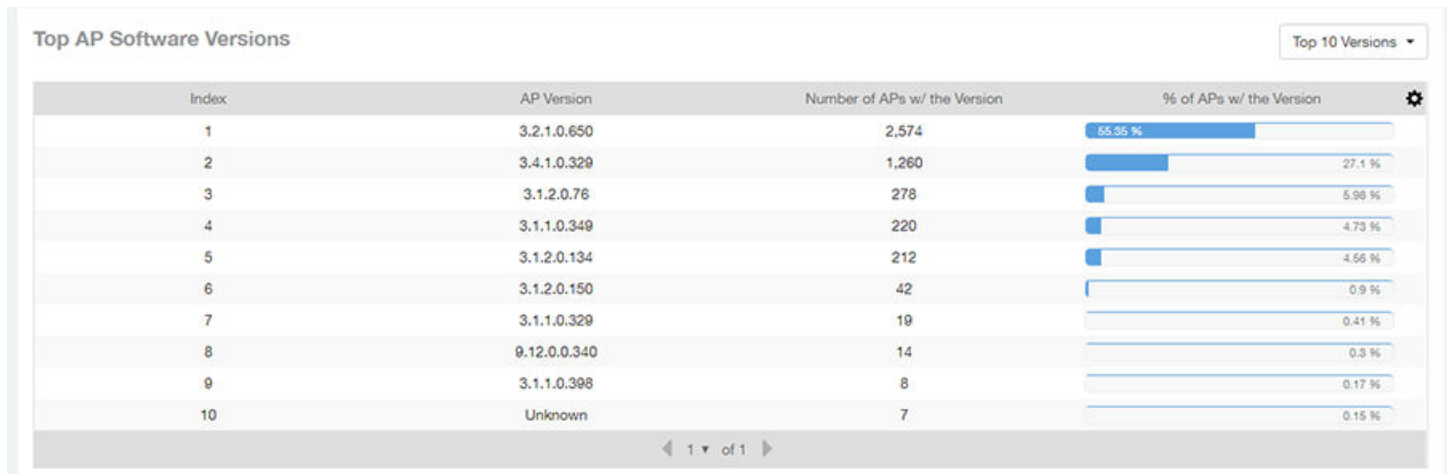 Top AP Software Versions
Top 10 Versions
Index AP Version Number of APs w/ the Version % of APs w/ the Version
1 3.2.1.0.650 2,574 55.35 %
2 3.4.1.0.329 1,260 27.1 %
3 3.1.2.0.76 278 5.98 %
4 3.1.1.0.349 220 4.73 %
5 3.1.2.0.134 212 4.56 %
6 3.1.2.0.150 42 0.9 %
7 3.1.1.0.329 19 0.41 %
8 9.12.0.0.340 14 0.3 %
9 3.1.1.0.398 8 0.17 %
10 Unknown 7 0.15 %
1 of 1